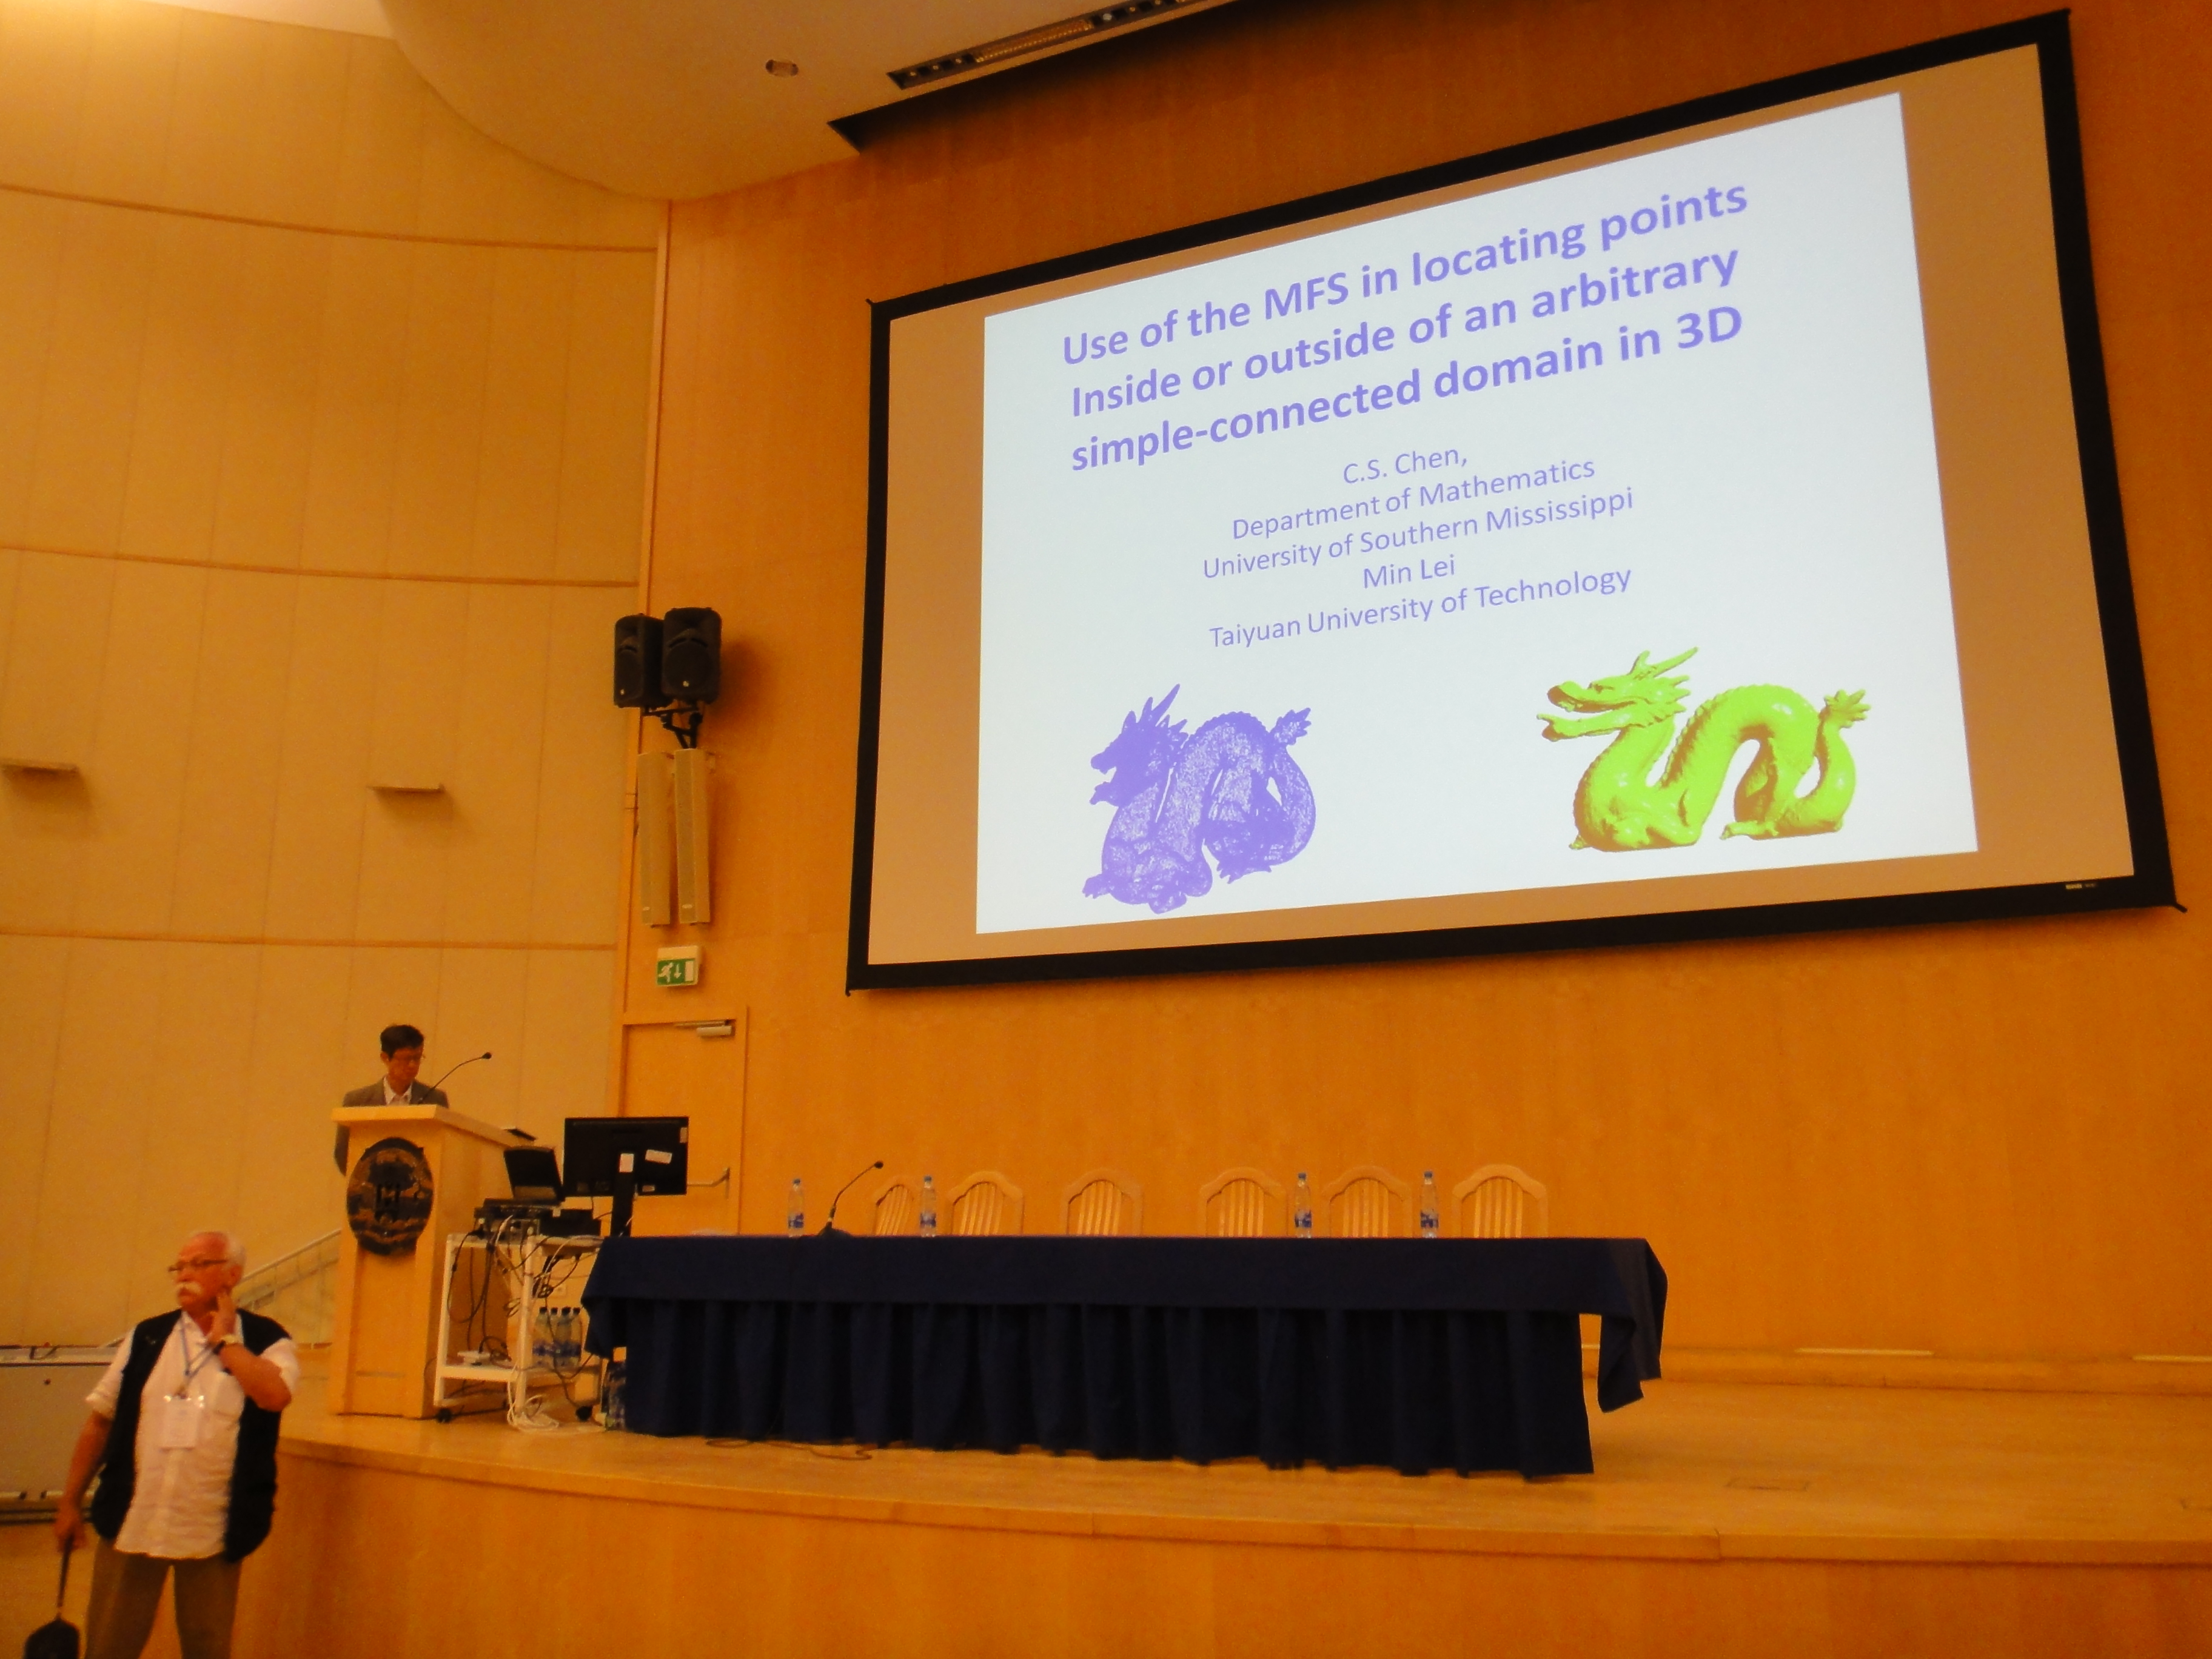 Use of the MFS in locating points
Inside or outside of an arbitrary
simple-connected domain in 3D
C.S. Chen,
Department of Mathematics
University of Southern Mississippi
Min Lei
Taiyuan University of Technology